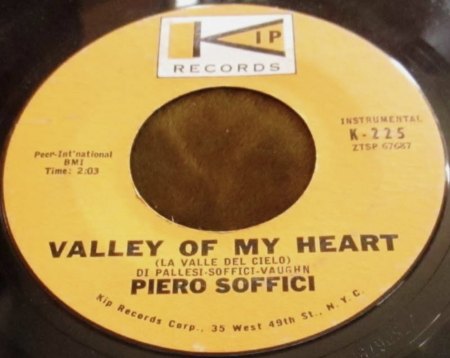 KIP
RECORDS
INSTRUMENTAL
K-225
ZTSP 67687
Peer-Int'national
BMI
Time: 2:03
VALLEY OF MY HEART
(LA VALLE DEL CIELO)
DI PALLESI-SOFFICI-VAUGHN
PIERO SOFFICI
Kip Records Corp., 35 West 49th St., N.Y.C.